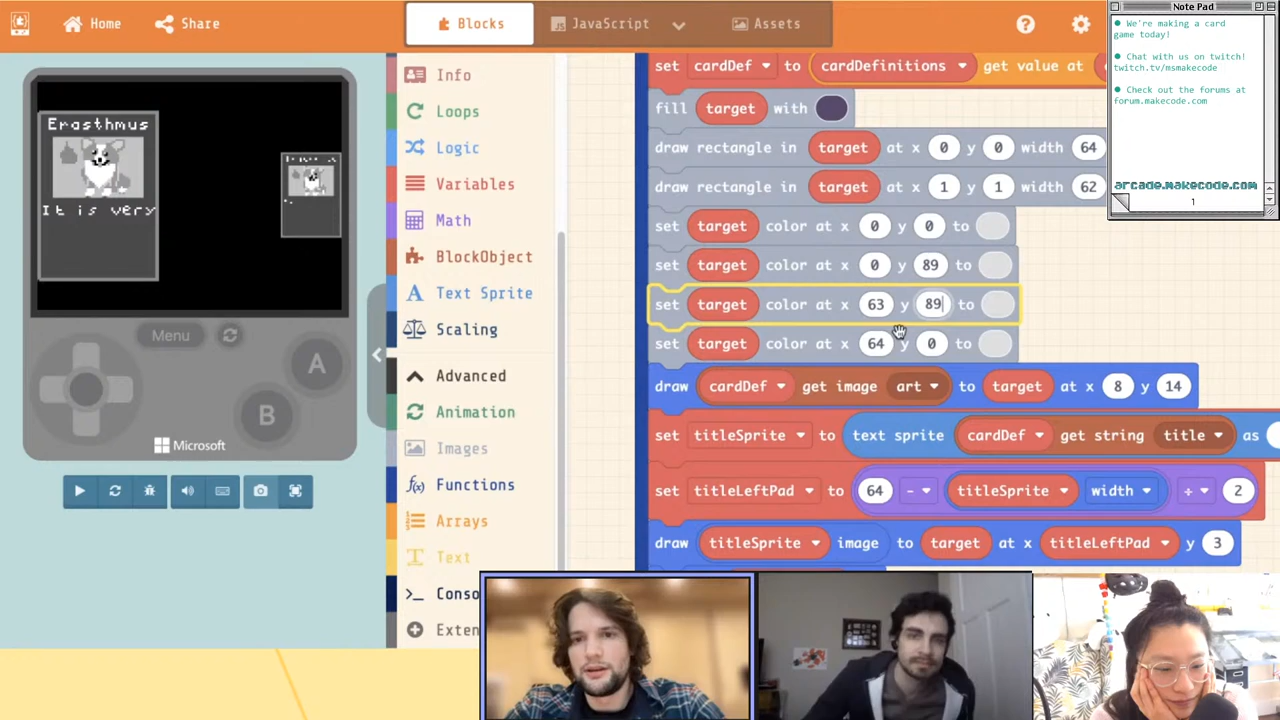 Home
Share
Blocks
JavaScript
Assets
Note Pad
We're making a card
game today!
Chat with us on twitch!
twitch.tv/msmakecode
Check out the forums at
forum.makecode.com
arcade.makecode.com
1
Erasthmus
It is very
Menu
A
B
Microsoft
Info
Loops
Logic
Variables
Math
BlockObject
Text Sprite
Scaling
Advanced
Animation
Images
Functions
Arrays
Text
Conso
Exten
set cardDef to cardDefinitions get value at
fill target with
draw rectangle in target at x 0 y 0 width 64
draw rectangle in target at x 1 y 1 width 62
set target color at x 0 y 0 to
set target color at x 0 y 89 to
set target color at x 63 y 89 to
set target color at x 64 y 0 to
draw cardDef get image art to target at x 8 y 14
set titleSprite to text sprite cardDef get string title as
set titleLeftPad to 64 - titleSprite width ÷ 2
draw titleSprite image to target at x titleLeftPad y 3